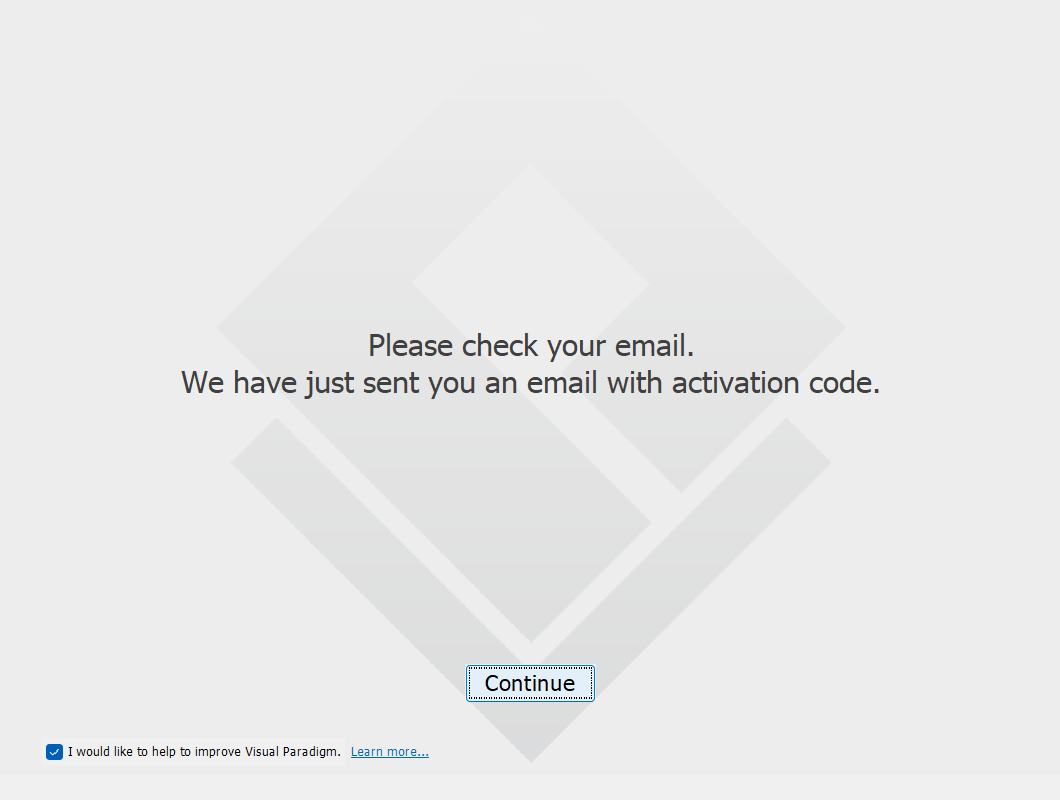 Please check your email.
We have just sent you an email with activation code.
Continue
I would like to help to improve Visual Paradigm. Learn more...